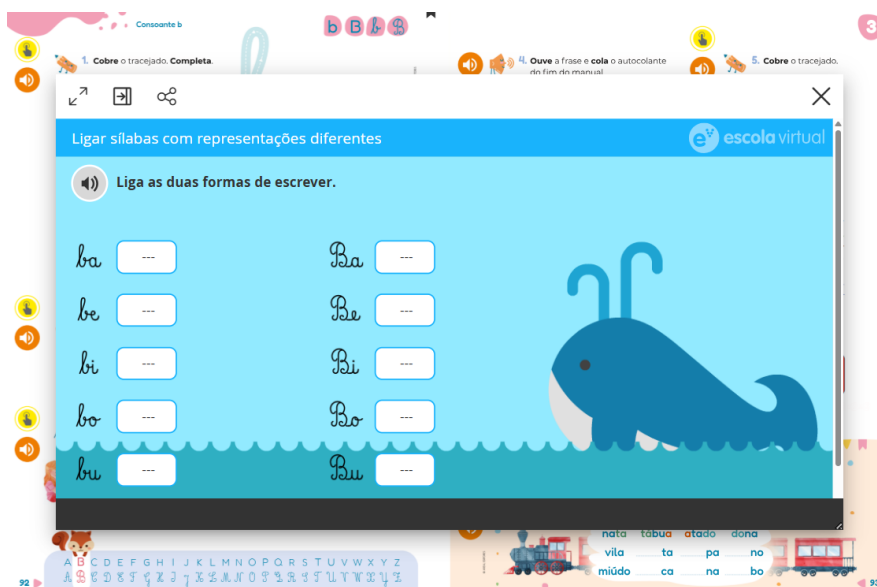 Consoante b
b B b B
3
1. Cobre o tracejado. Completa.
4. Ouve a frase e cola o autocolante
do fim do manual
5. Cobre o tracejado.
Ligar sílabas com representações diferentes
escola virtual
Liga as duas formas de escrever.
ba --- Ba ---
be --- Be ---
bi --- Bi ---
bo --- Bo ---
bu --- Bu ---
nata tábua atado dona
vila ta pa no
miúdo ca na bo
A B C D E F G H I J K L M N O P Q R S T U V W X Y Z
A B C D E F G H I J K L M N O P Q R S T U V W X Y Z
92